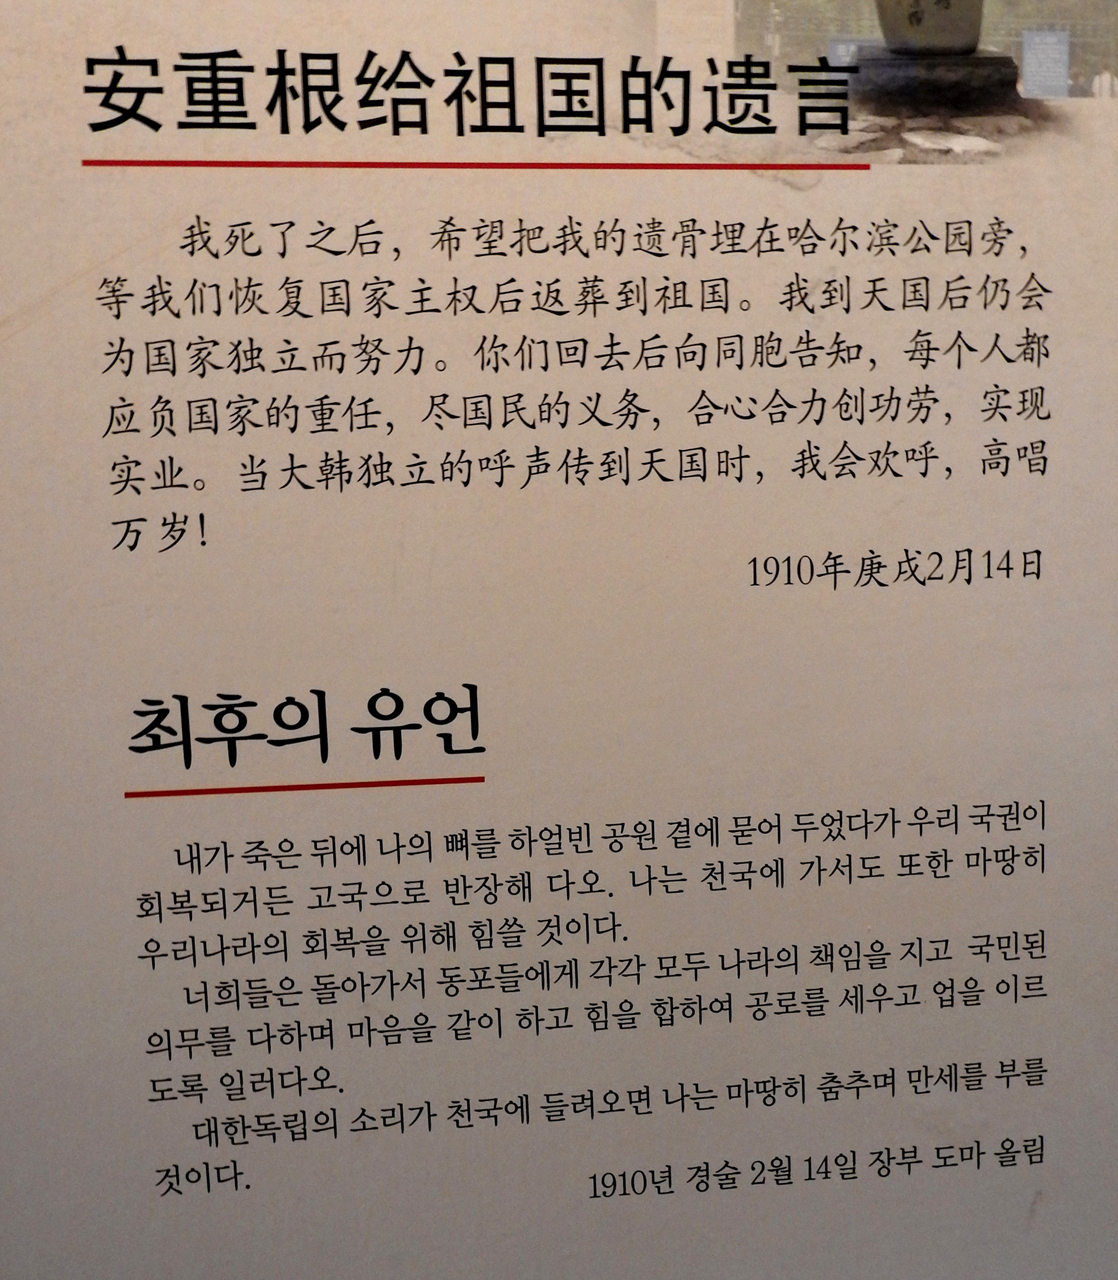 安重根给祖国的遗言
我死了之后，希望把我的遗骨埋在哈尔滨公园旁，
等我们恢复国家主权后返葬到祖国。我到天国后仍会
为国家独立而努力。你们回去后向同胞告知，每个人都
应负国家的重任，尽国民的义务，合心合力创功劳，实现
实业。当大韩独立的呼声传到天国时，我会欢呼，高唱
万岁！
1910年庚戌2月14日
최후의 유언
내가 죽은 뒤에 나의 뼈를 하얼빈 공원 곁에 묻어 두었다가 우리 국권이
회복되거든 고국으로 반장해 다오. 나는 천국에 가서도 또한 마땅히
우리나라의 회복을 위해 힘쓸 것이다.
너희들은 돌아가서 동포들에게 각각 모두 나라의 책임을 지고 국민된
의무를 다하며 마음을 같이 하고 힘을 합하여 공로를 세우고 업을 이르
도록 일러다오.
대한독립의 소리가 천국에 들려오면 나는 마땅히 춤추며 만세를 부를
것이다.
1910년 경술 2월 14일 장부 도마 올림